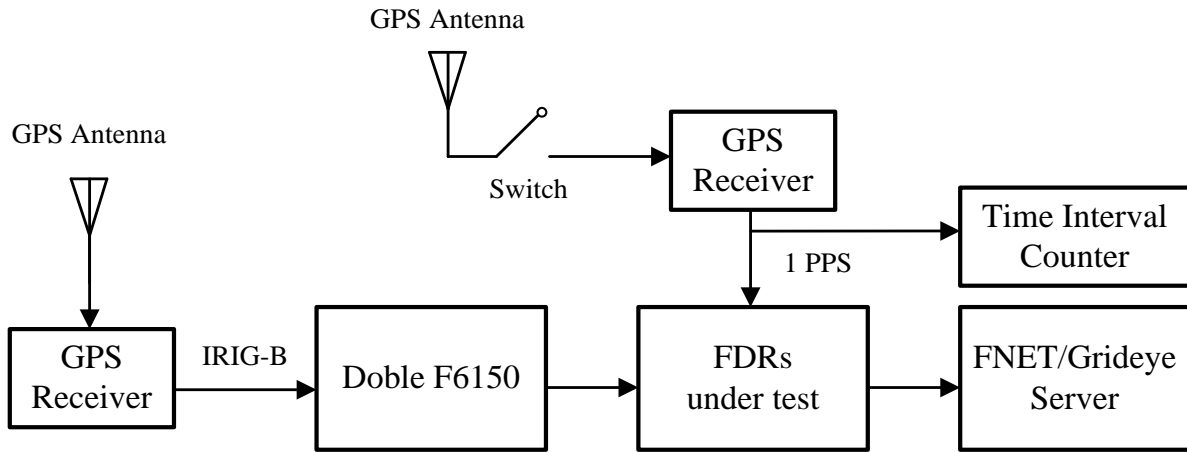 GPS Antenna
GPS Antenna
Switch
GPS
Receiver
Time Interval
Counter
1 PPS
GPS
Receiver
IRIG-B
Doble F6150
FDRs
under test
FNET/Grideye
Server